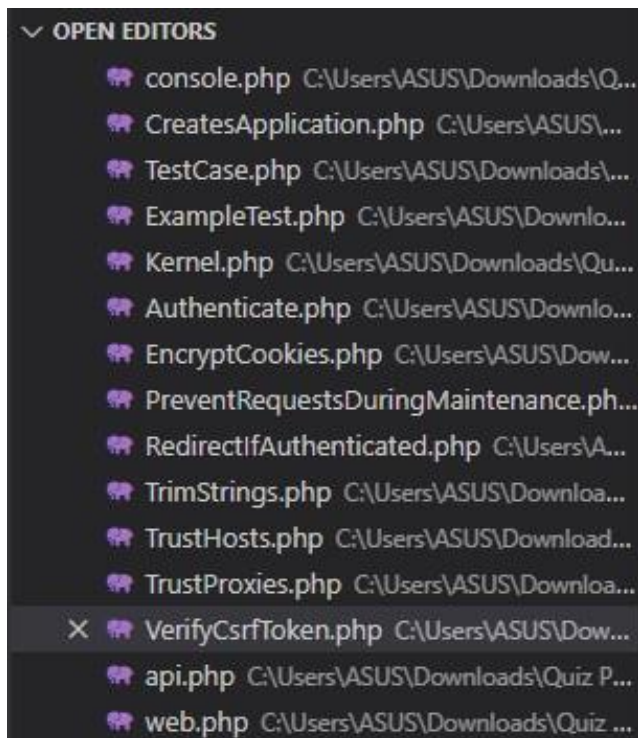 OPEN EDITORS
console.php C:\Users\ASUS\Downloads\Q...
CreatesApplication.php C:\Users\ASUS\...
TestCase.php C:\Users\ASUS\Downloads\...
ExampleTest.php C:\Users\ASUS\Downlo...
Kernel.php C:\Users\ASUS\Downloads\Qu...
Authenticate.php C:\Users\ASUS\Downlo...
EncryptCookies.php C:\Users\ASUS\Dow...
PreventRequestsDuringMaintenance.ph...
RedirectIfAuthenticated.php C:\Users\A...
TrimStrings.php C:\Users\ASUS\Downloa...
TrustHosts.php C:\Users\ASUS\Download...
TrustProxies.php C:\Users\ASUS\Downloa...
VerifyCsrfToken.php C:\Users\ASUS\Dow...
api.php C:\Users\ASUS\Downloads\Quiz P...
web.php C:\Users\ASUS\Downloads\Quiz ...